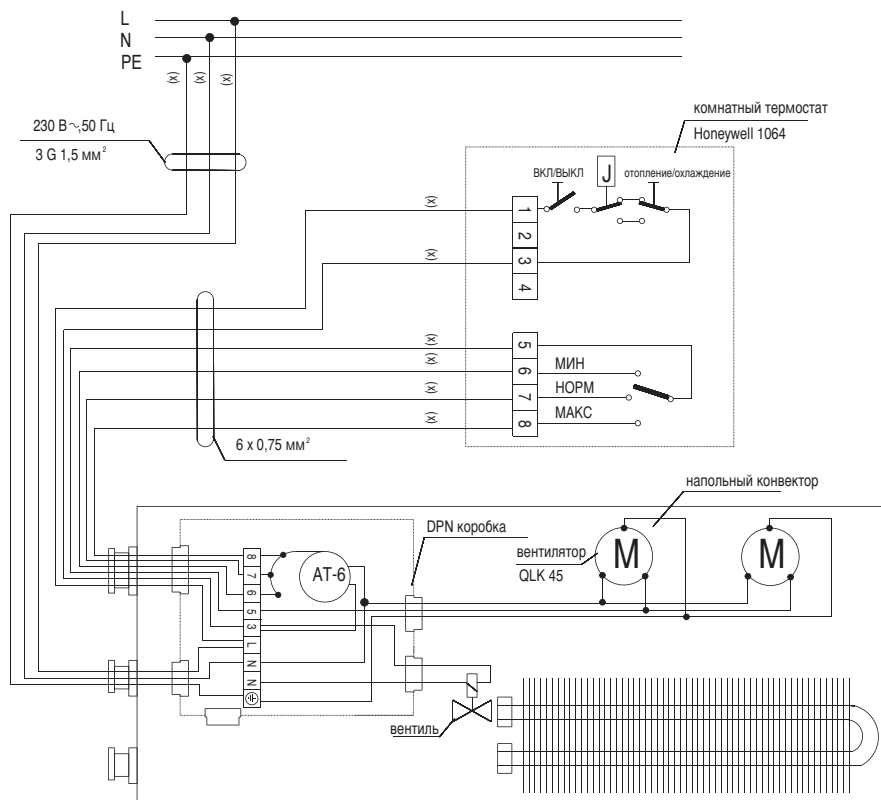 L
N
PE
(x)
(x)
(x)
230 В~,50 Гц
3 G 1,5 мм²
комнатный термостат
Honeywell 1064
ВКЛ/ВЫКЛ
J
отопление/охлаждение
(x)
1
2
(x)
3
4
(x)
5
(x)
6
МИН
(x)
7
НОРМ
(x)
8
МАКС
6 x 0,75 мм²
напольный конвектор
DPN коробка
вентилятор
QLK 45
M
M
AT-6
8
7
6
5
3
L
N
N
вентиль